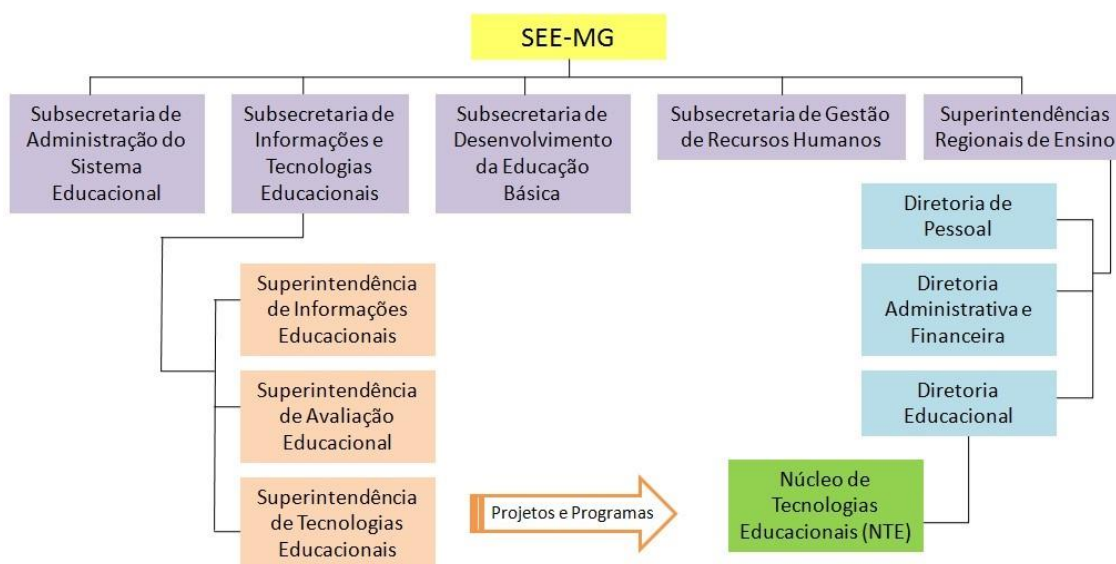 SEE-MG
Subsecretaria de
Administração do
Sistema
Educacional
Subsecretaria de
Informações e
Tecnologias
Educacionais
Subsecretaria de
Desenvolvimento
da Educação
Básica
Subsecretaria de Gestão
de Recursos Humanos
Superintendências
Regionais de Ensino
Diretoria de
Pessoal
Diretoria
Administrativa e
Financeira
Diretoria
Educacional
Superintendência
de Informações
Educacionais
Superintendência
de Avaliação
Educacional
Superintendência
de Tecnologias
Educacionais
Projetos e Programas
Núcleo de
Tecnologias
Educacionais (NTE)